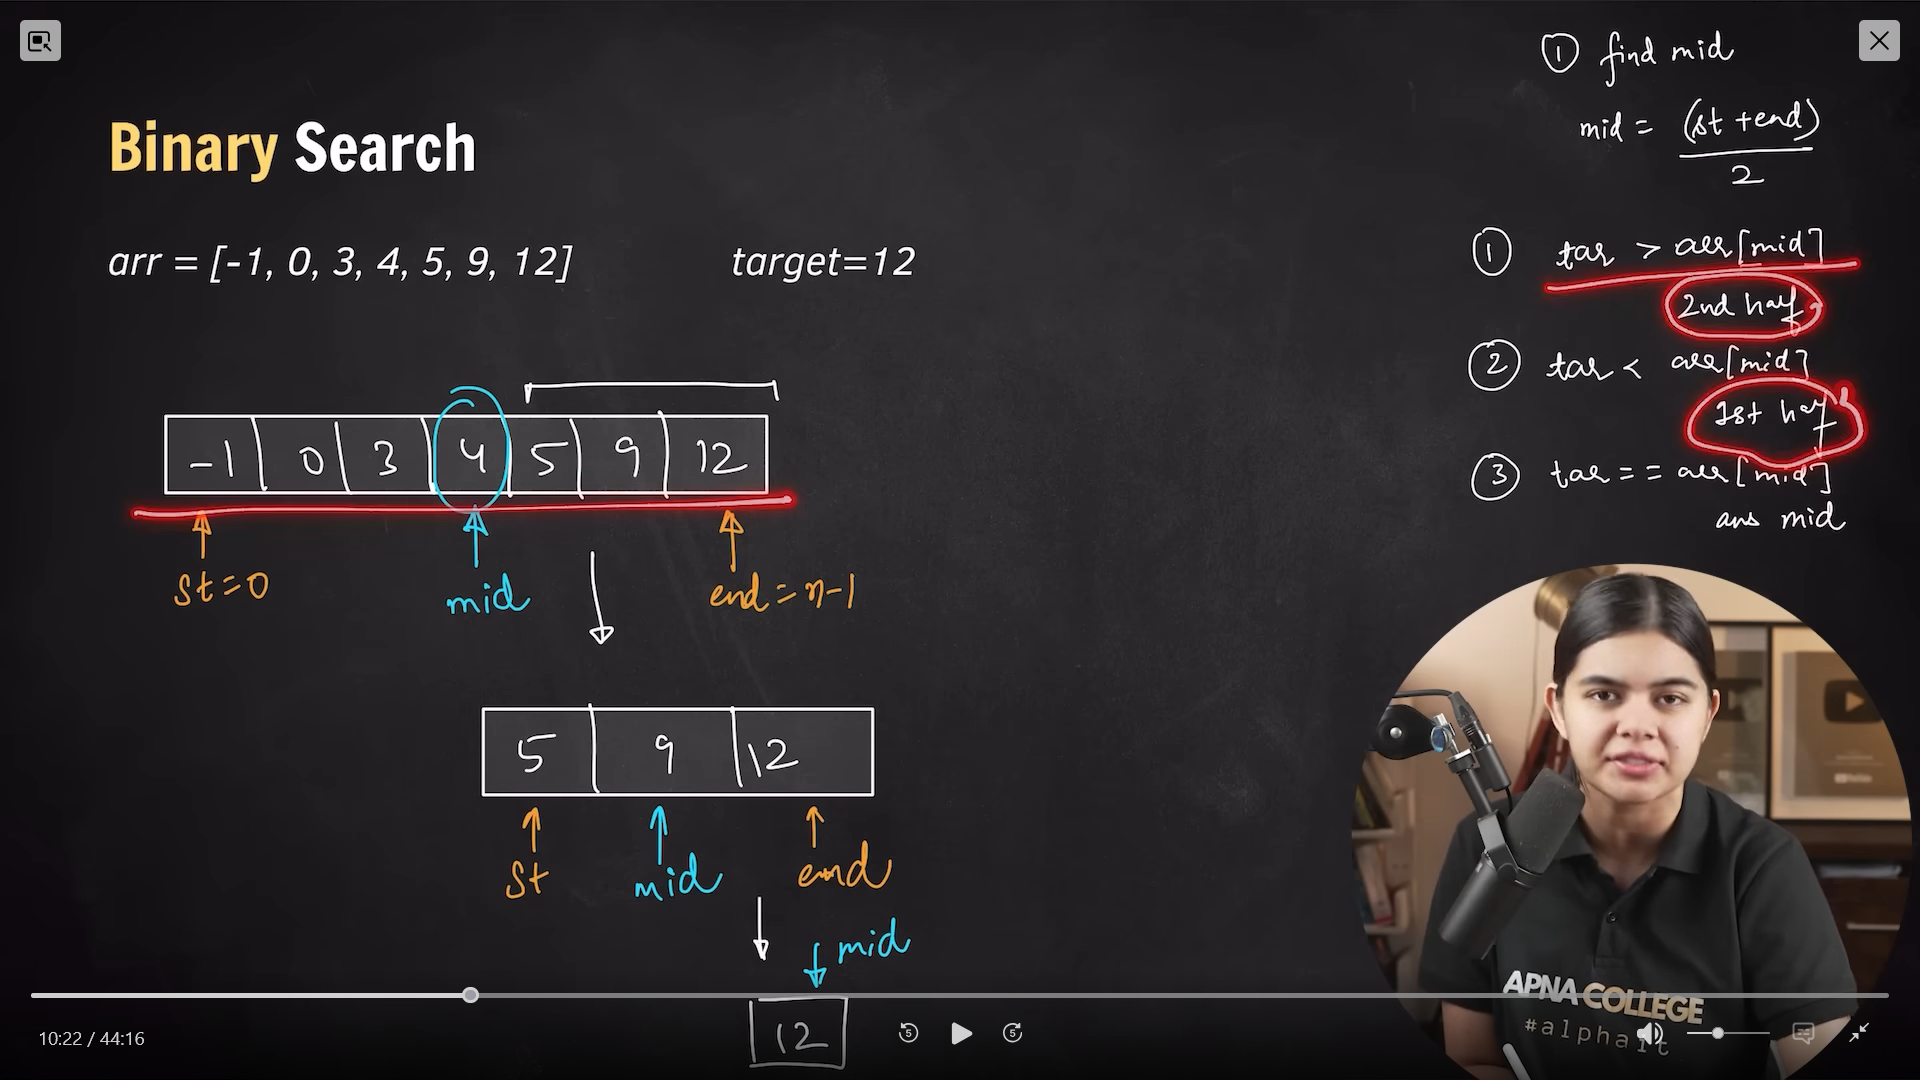 ① find mid
mid = (st + end)
2
Binary Search
arr = [-1, 0, 3, 4, 5, 9, 12]
target=12
① tar > arr[mid]
2nd half
② tar < arr[mid]
1st half
③ tar == arr[mid]
ans mid
-1 0 3 4 5 9 12
st=0
mid
end=n-1
5 9 12
st
mid
end
mid
12
APNA COLLEGE
#alpha
10:22 / 44:16
5
5